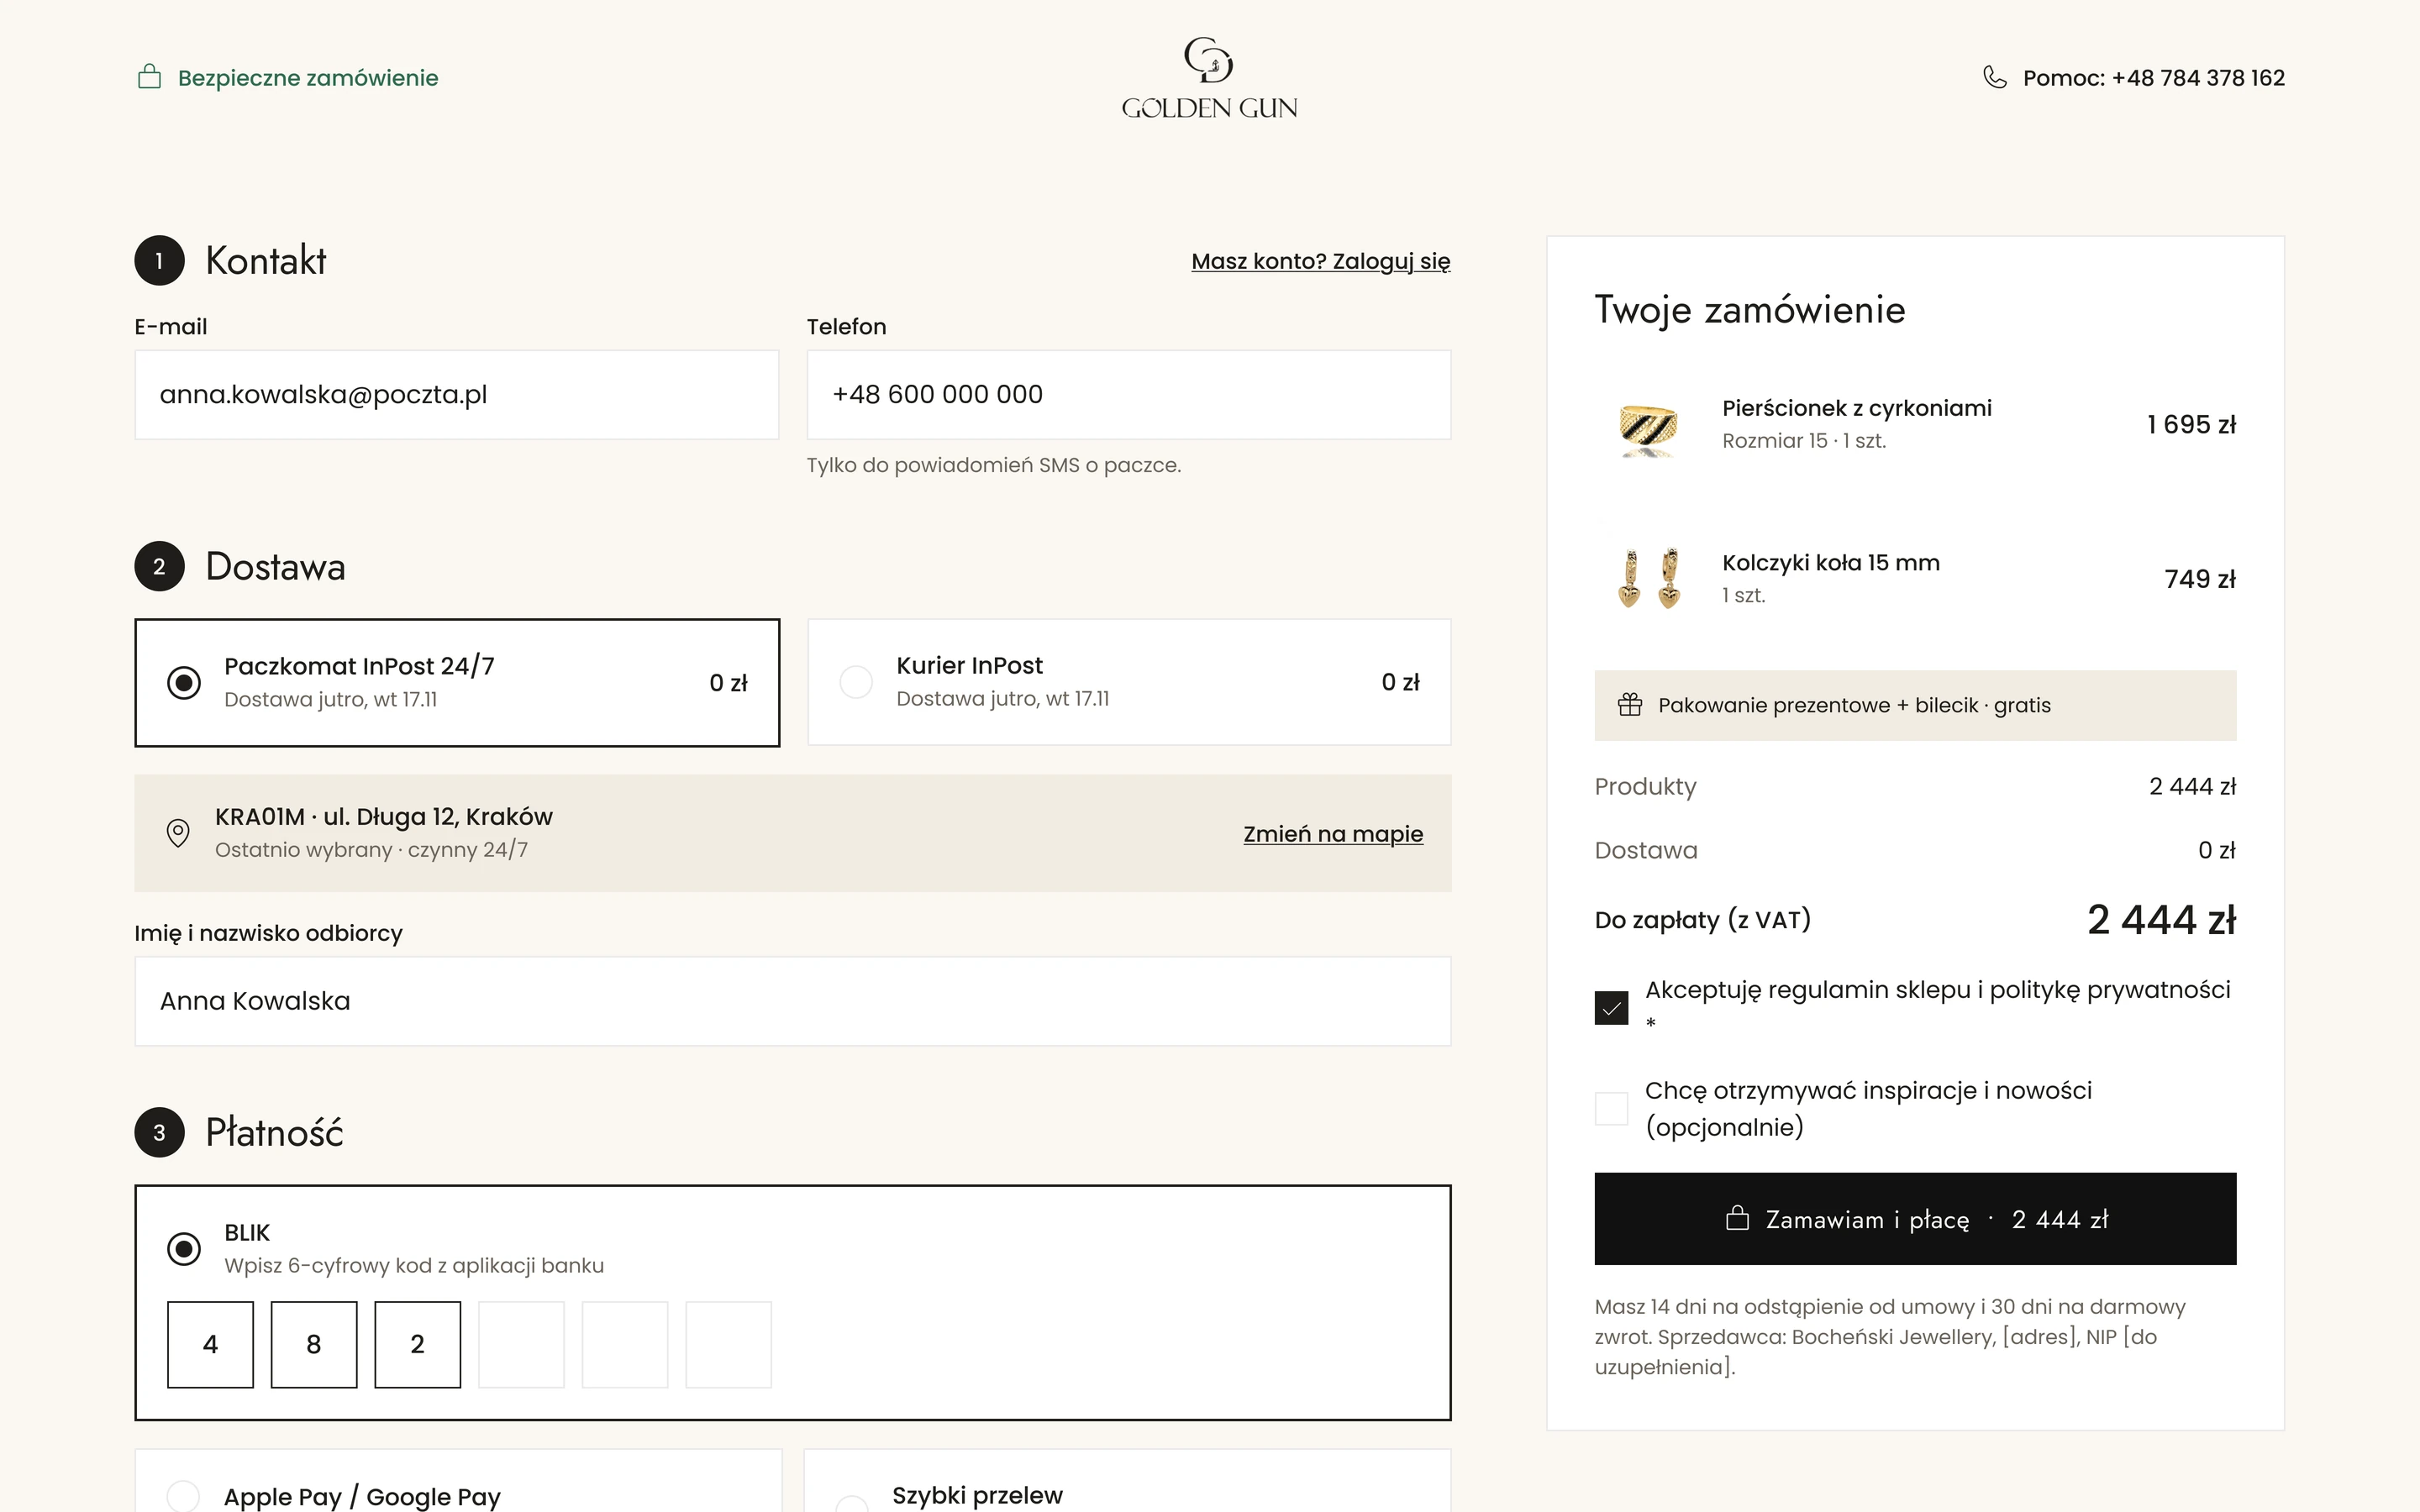 Bezpieczne zamówienie
GOLDEN GUN
Pomoc: +48 784 378 162
1 Kontakt
Masz konto? Zaloguj się
E-mail
Telefon
anna.kowalska@poczta.pl
+48 600 000 000
Tylko do powiadomień SMS o paczce.
2 Dostawa
Paczkomat InPost 24/7
Dostawa jutro, wt 17.11
0 zł
Kurier InPost
Dostawa jutro, wt 17.11
0 zł
KRA01M · ul. Długa 12, Kraków
Ostatnio wybrany · czynny 24/7
Zmień na mapie
Imię i nazwisko odbiorcy
Anna Kowalska
3 Płatność
BLIK
Wpisz 6-cyfrowy kod z aplikacji banku
4 8 2
Apple Pay / Google Pay
Szybki przelew
Twoje zamówienie
Pierścionek z cyrkoniami
Rozmiar 15 · 1 szt.
1 695 zł
Kolczyki koła 15 mm
1 szt.
749 zł
Pakowanie prezentowe + bilecik · gratis
Produkty 2 444 zł
Dostawa 0 zł
Do zapłaty (z VAT) 2 444 zł
Akceptuję regulamin sklepu i politykę prywatności
*
Chcę otrzymywać inspiracje i nowości
(opcjonalnie)
Zamawiam i płacę · 2 444 zł
Masz 14 dni na odstąpienie od umowy i 30 dni na darmowy
zwrot. Sprzedawca: Bocheński Jewellery, [adres], NIP [do
uzupełnienia].